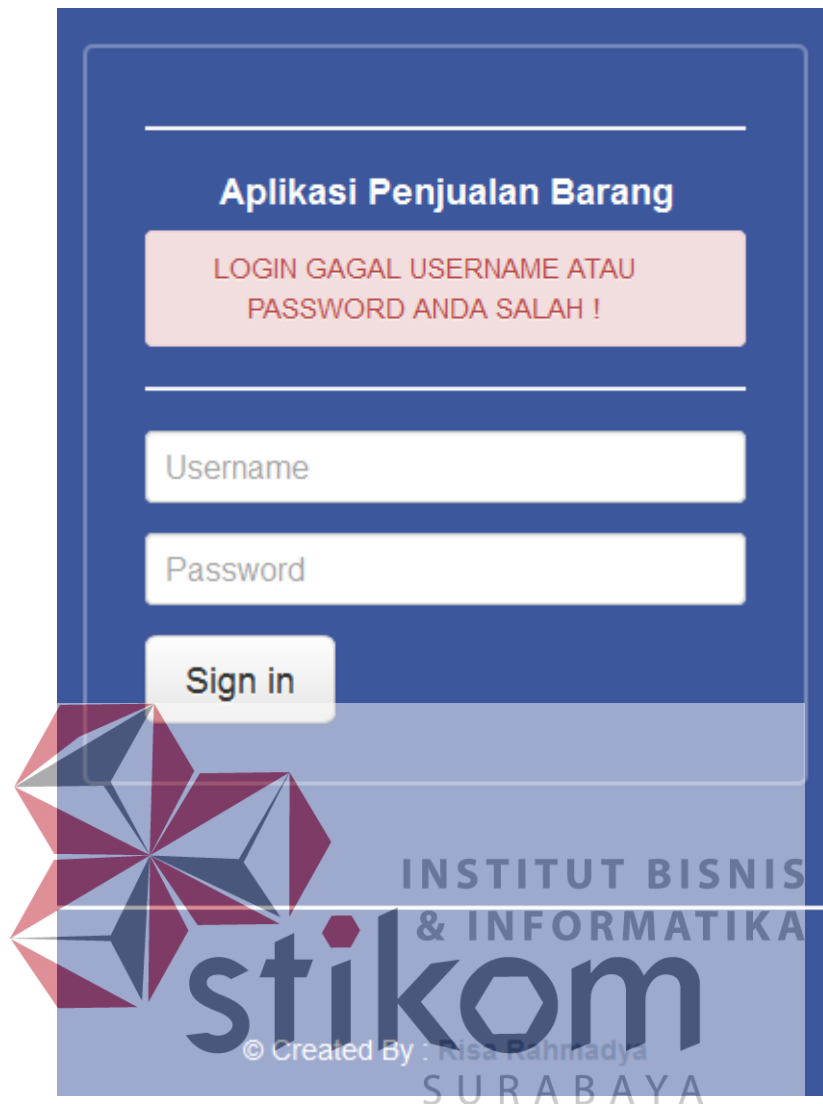 Aplikasi Penjualan Barang
LOGIN GAGAL USERNAME ATAU
PASSWORD ANDA SALAH !
Username
Password
Sign in
INSTITUT BISNIS
& INFORMATIKA
stikom
© Created By : Risa Rahmadya
SURABAYA